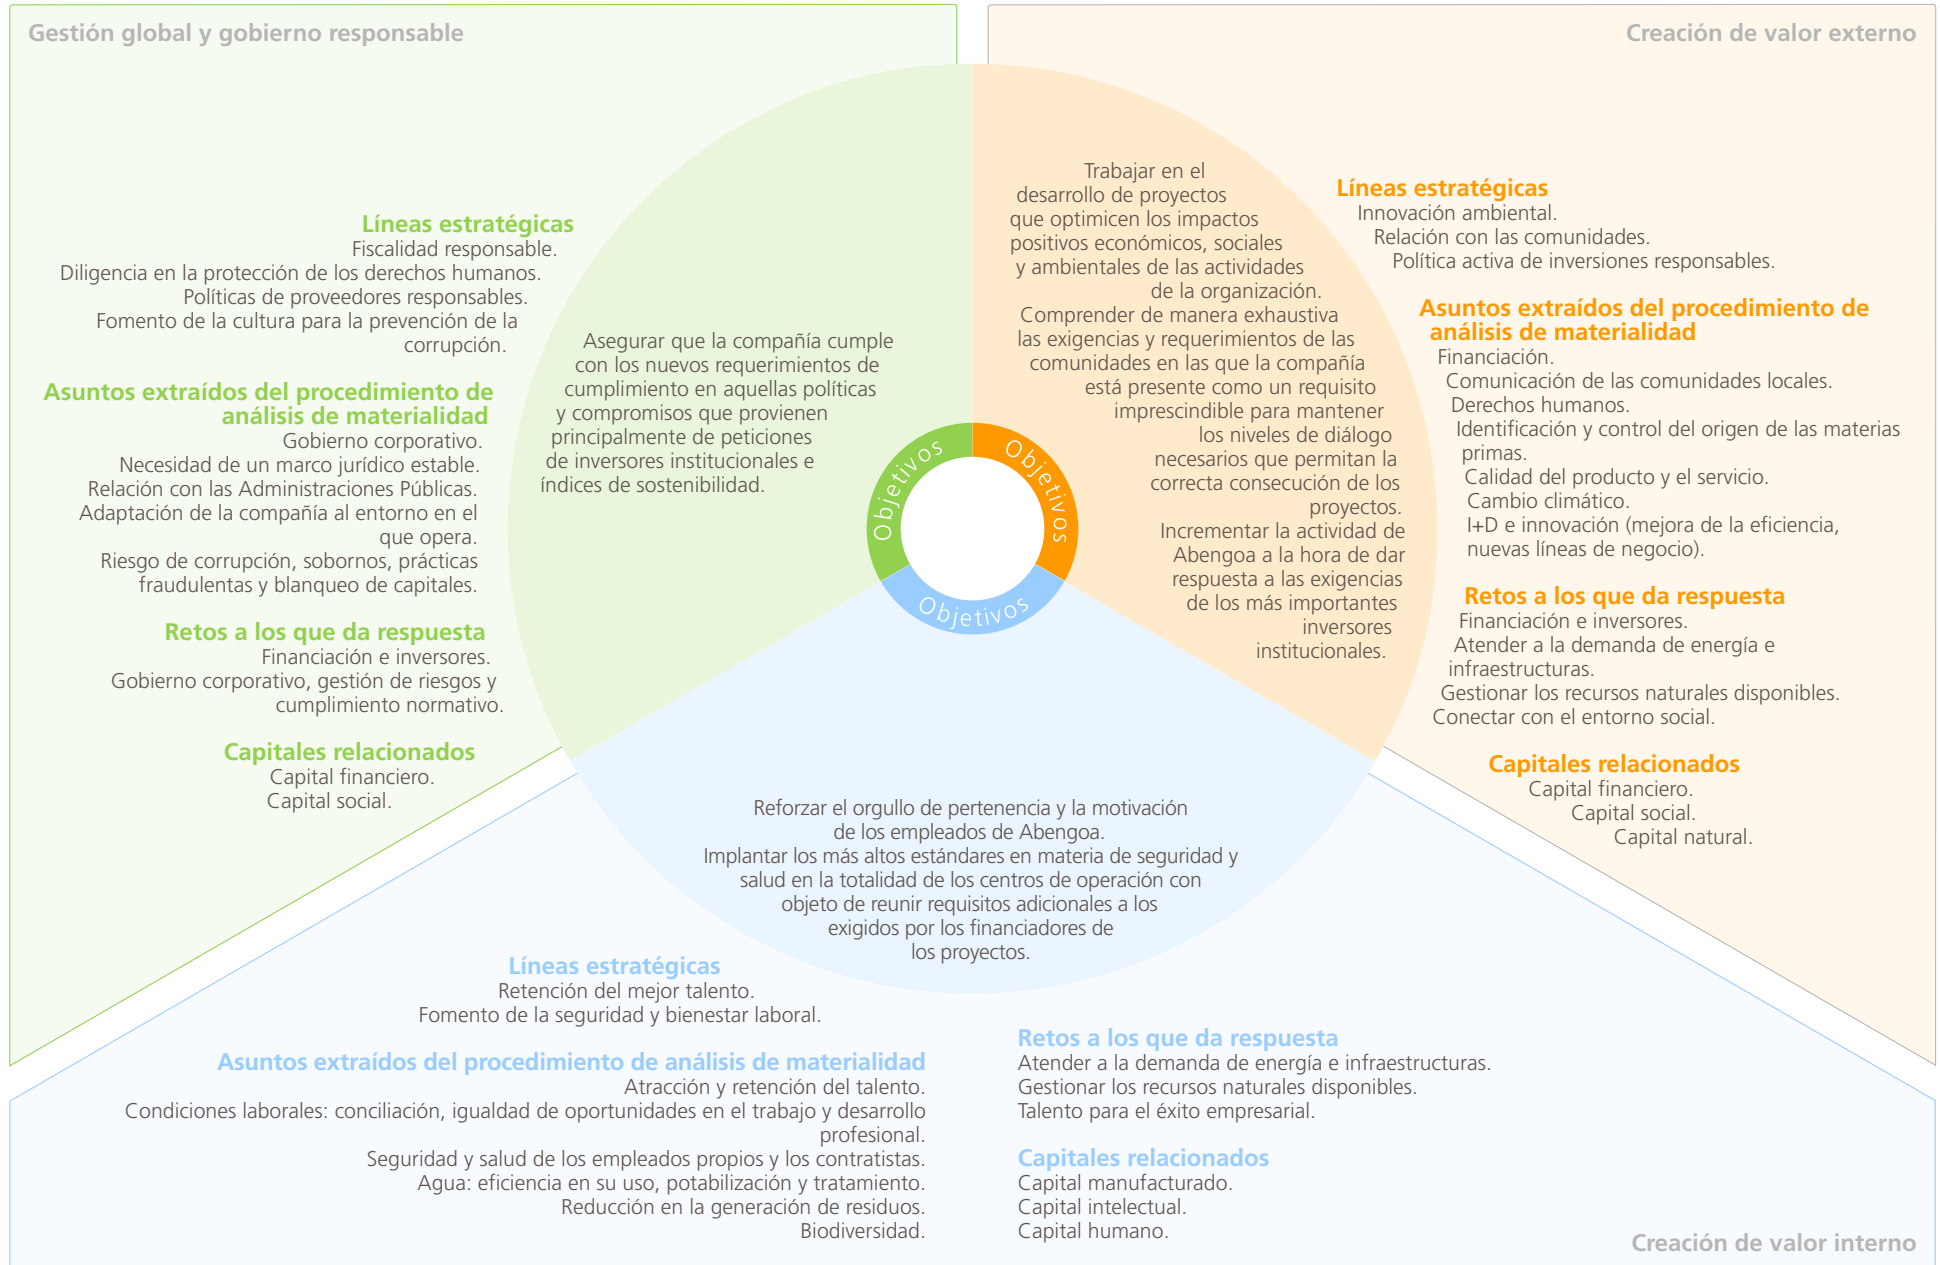 Gestión global y gobierno responsable
Líneas estratégicas
Fiscalidad responsable.
Diligencia en la protección de los derechos humanos.
Políticas de proveedores responsables.
Fomento de la cultura para la prevención de la
corrupción.
Asuntos extraídos del procedimiento de
análisis de materialidad
Gobierno corporativo.
Necesidad de un marco jurídico estable.
Relación con las Administraciones Públicas.
Adaptación de la compañía al entorno en el
que opera.
Riesgo de corrupción, sobornos, prácticas
fraudulentas y blanqueo de capitales.
Retos a los que da respuesta
Financiación e inversores.
Gobierno corporativo, gestión de riesgos y
cumplimiento normativo.
Capitales relacionados
Capital financiero.
Capital social.
Asegurar que la compañía cumple
con los nuevos requerimientos de
cumplimiento en aquellas políticas
y compromisos que provienen
principalmente de peticiones
de inversores institucionales e
índices de sostenibilidad.
Objetivos
Objetivos
Objetivos
Creación de valor externo
Trabajar en el
desarrollo de proyectos
que optimicen los impactos
positivos económicos, sociales
y ambientales de las actividades
de la organización.
Comprender de manera exhaustiva
las exigencias y requerimientos de las
comunidades en las que la compañía
está presente como un requisito
imprescindible para mantener
los niveles de diálogo
necesarios que permitan la
correcta consecución de los
proyectos.
Incrementar la actividad de
Abengoa a la hora de dar
respuesta a las exigencias
de los más importantes
inversores
institucionales.
Líneas estratégicas
Innovación ambiental.
Relación con las comunidades.
Política activa de inversiones responsables.
Asuntos extraídos del procedimiento de
análisis de materialidad
Financiación.
Comunicación de las comunidades locales.
Derechos humanos.
Identificación y control del origen de las materias
primas.
Calidad del producto y el servicio.
Cambio climático.
I+D e innovación (mejora de la eficiencia,
nuevas líneas de negocio).
Retos a los que da respuesta
Financiación e inversores.
Atender a la demanda de energía e
infraestructuras.
Gestionar los recursos naturales disponibles.
Conectar con el entorno social.
Capitales relacionados
Capital financiero.
Capital social.
Capital natural.
Reforzar el orgullo de pertenencia y la motivación
de los empleados de Abengoa.
Implantar los más altos estándares en materia de seguridad y
salud en la totalidad de los centros de operación con
objeto de reunir requisitos adicionales a los
exigidos por los financiadores de
los proyectos.
Líneas estratégicas
Retención del mejor talento.
Fomento de la seguridad y bienestar laboral.
Asuntos extraídos del procedimiento de análisis de materialidad
Atracción y retención del talento.
Condiciones laborales: conciliación, igualdad de oportunidades en el trabajo y desarrollo
profesional.
Seguridad y salud de los empleados propios y los contratistas.
Agua: eficiencia en su uso, potabilización y tratamiento.
Reducción en la generación de residuos.
Biodiversidad.
Retos a los que da respuesta
Atender a la demanda de energía e infraestructuras.
Gestionar los recursos naturales disponibles.
Talento para el éxito empresarial.
Capitales relacionados
Capital manufacturado.
Capital intelectual.
Capital humano.
Creación de valor interno